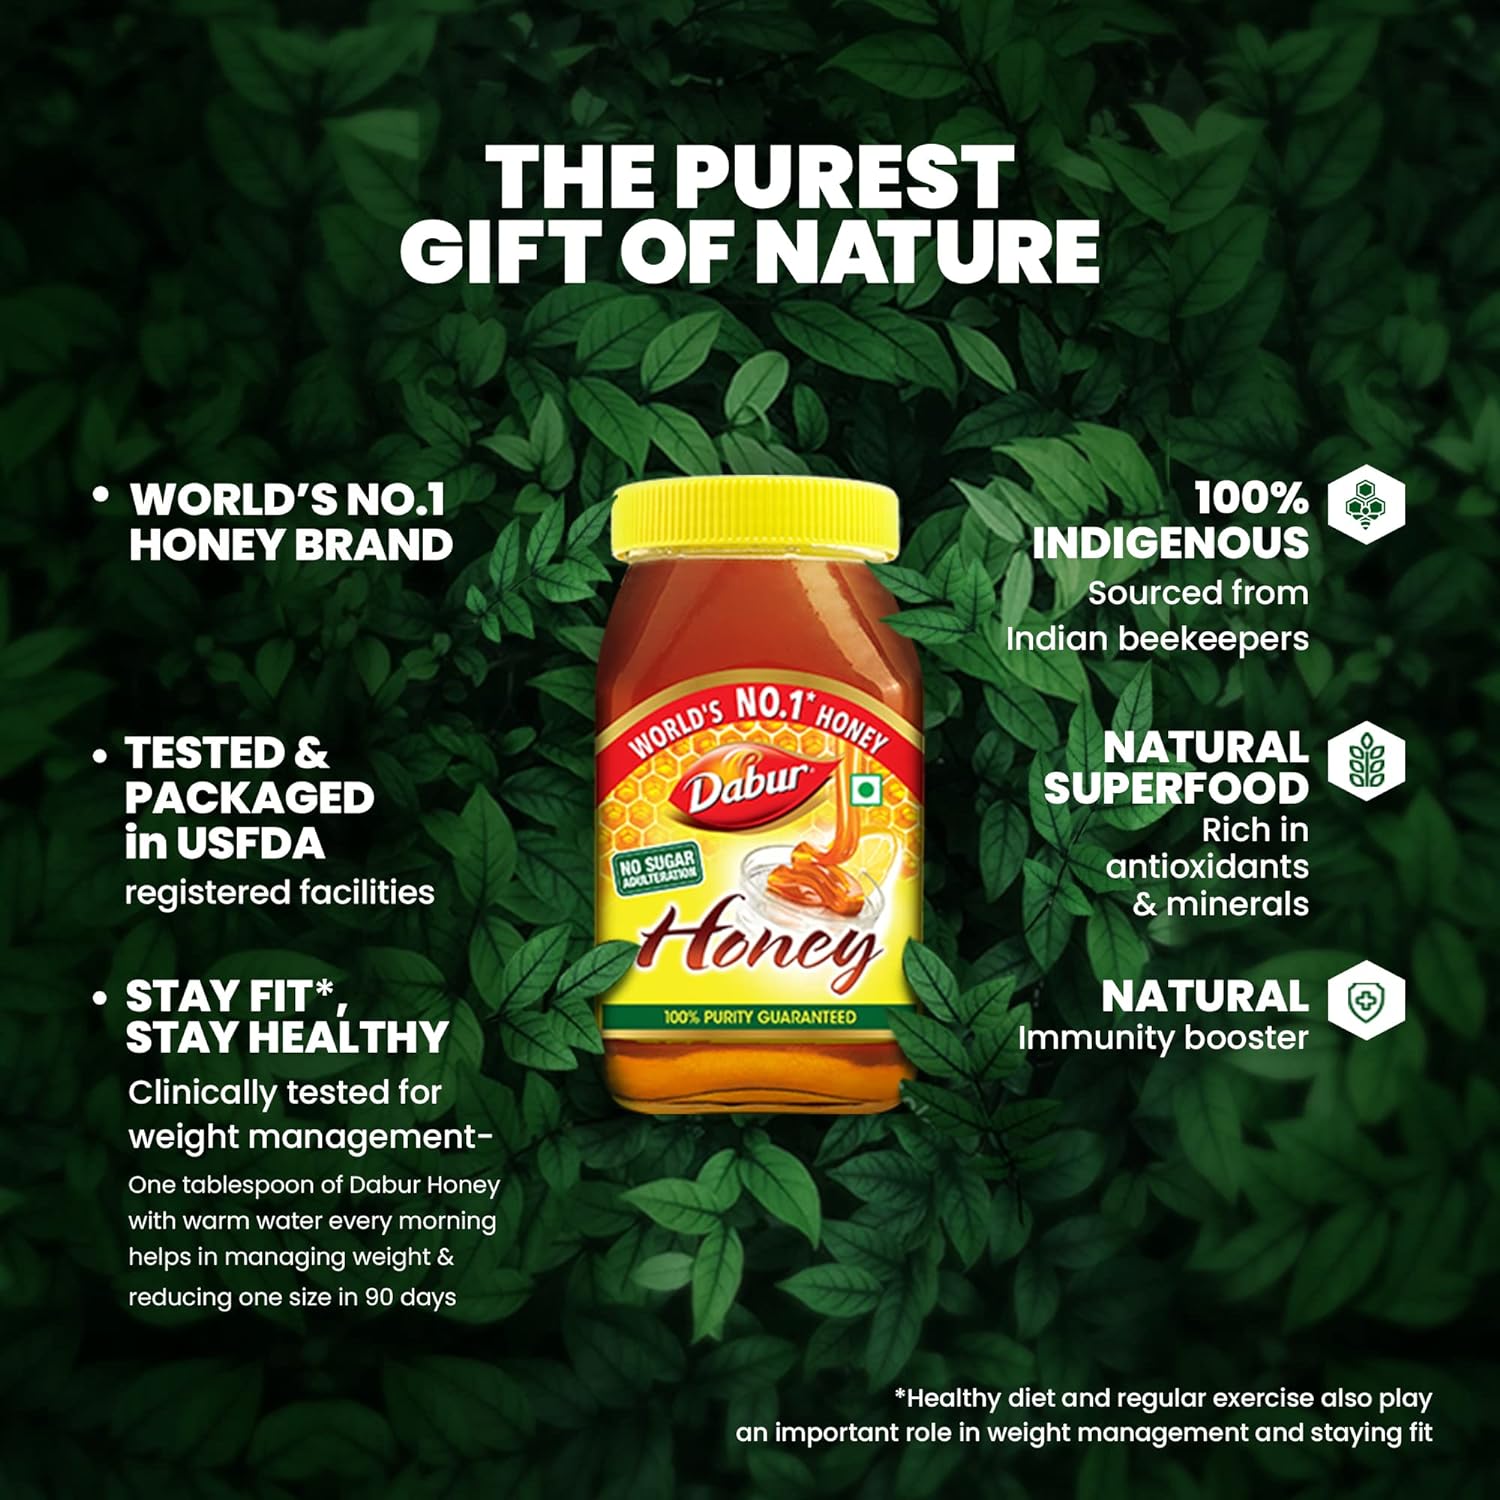 THE PUREST
GIFT OF NATURE
• WORLD'S NO.1
HONEY BRAND
• TESTED &
PACKAGED
in USFDA
registered facilities
• STAY FIT*,
STAY HEALTHY
Clinically tested for
weight management-
One tablespoon of Dabur Honey
with warm water every morning
helps in managing weight &
reducing one size in 90 days
WORLD'S NO.1* HONEY
Dabur®
NO SUGAR
ADULTERATION
Honey
100% PURITY GUARANTEED
100%
INDIGENOUS
Sourced from
Indian beekeepers
NATURAL
SUPERFOOD
Rich in
antioxidants
& minerals
NATURAL
Immunity booster
*Healthy diet and regular exercise also play
an important role in weight management and staying fit